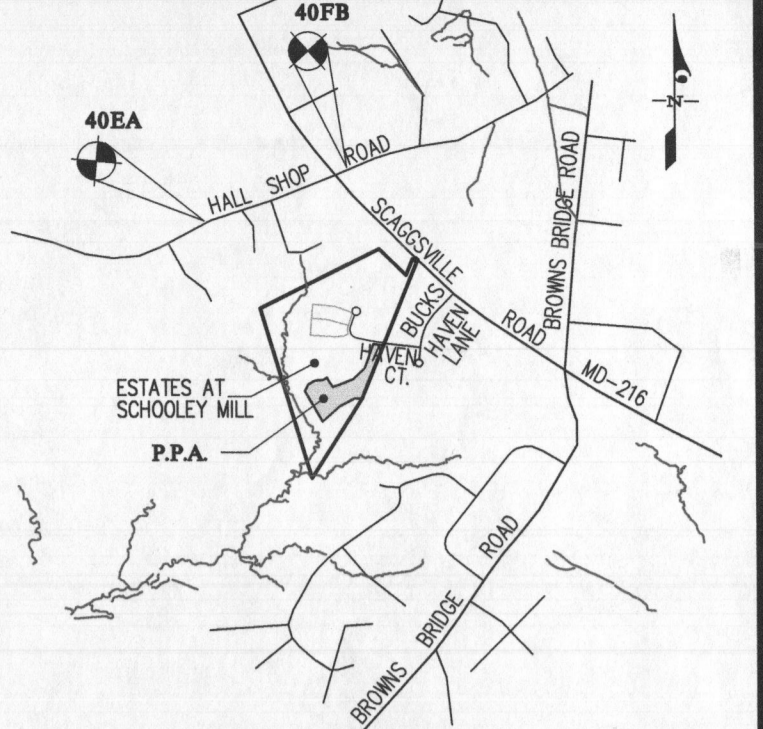 40FB
40EA
N
HALL SHOP ROAD
SCAGGSVILLE ROAD
MD-216
BROWNS BRIDGE ROAD
BUCKS HAVEN LANE
HAVEN CT.
ESTATES AT
SCHOOLEY MILL
P.P.A.
BROWNS BRIDGE ROAD